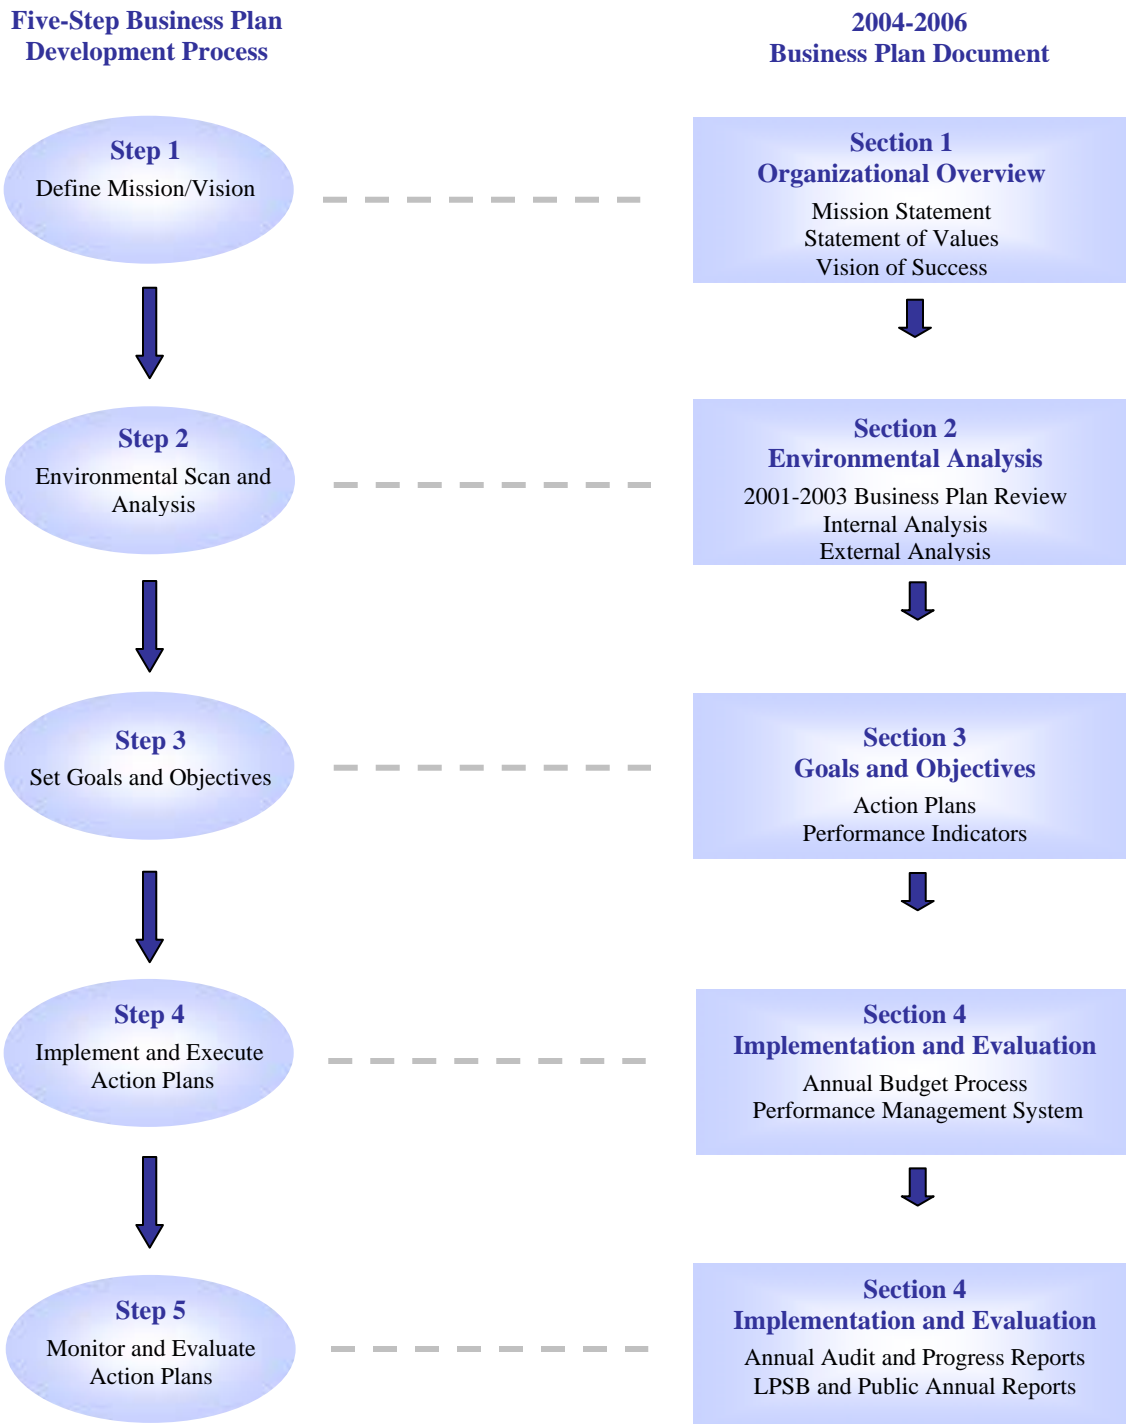 Five-Step Business Plan
Development Process
2004-2006
Business Plan Document
Step 1
Define Mission/Vision
Section 1
Organizational Overview
Mission Statement
Statement of Values
Vision of Success
Step 2
Environmental Scan and
Analysis
Section 2
Environmental Analysis
2001-2003 Business Plan Review
Internal Analysis
External Analysis
Step 3
Set Goals and Objectives
Section 3
Goals and Objectives
Action Plans
Performance Indicators
Step 4
Implement and Execute
Action Plans
Section 4
Implementation and Evaluation
Annual Budget Process
Performance Management System
Step 5
Monitor and Evaluate
Action Plans
Section 4
Implementation and Evaluation
Annual Audit and Progress Reports
LPSB and Public Annual Reports